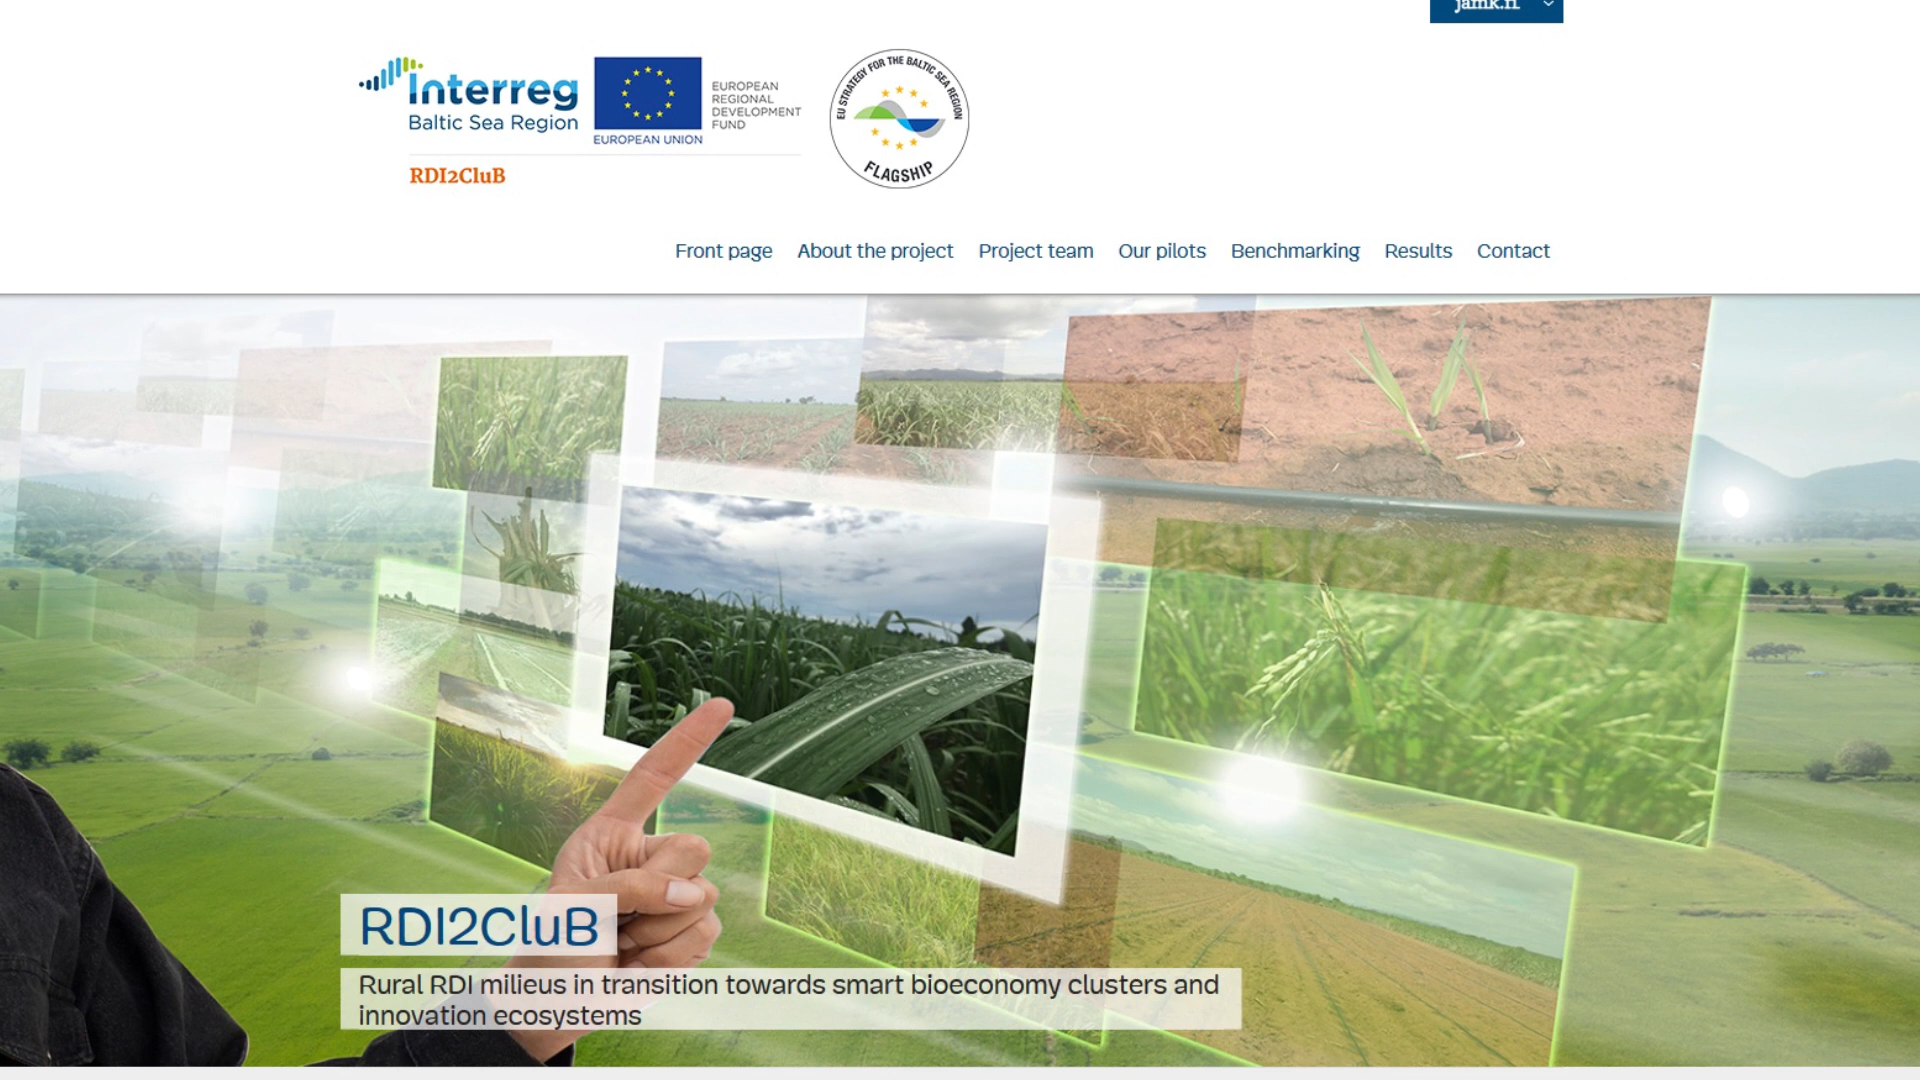 jamk.fi
Interreg
Baltic Sea Region
EUROPEAN UNION
EUROPEAN
REGIONAL
DEVELOPMENT
FUND
EU STRATEGY FOR THE BALTIC SEA REGION
FLAGSHIP
RDI2CluB
Front page About the project Project team Our pilots Benchmarking Results Contact
RDI2CluB
Rural RDI milieus in transition towards smart bioeconomy clusters and
innovation ecosystems